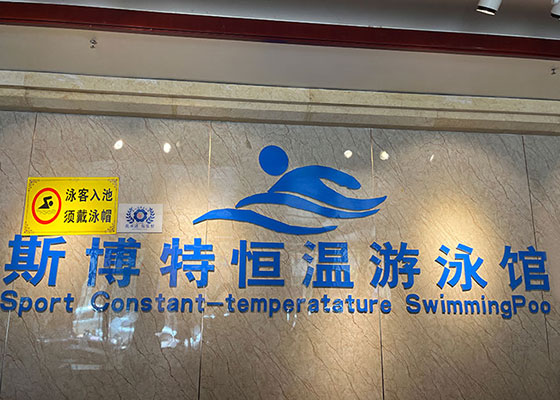 泳客入池
须戴泳帽
斯博特恒温游泳馆
Sport Constant-temperatature SwimmingPoo